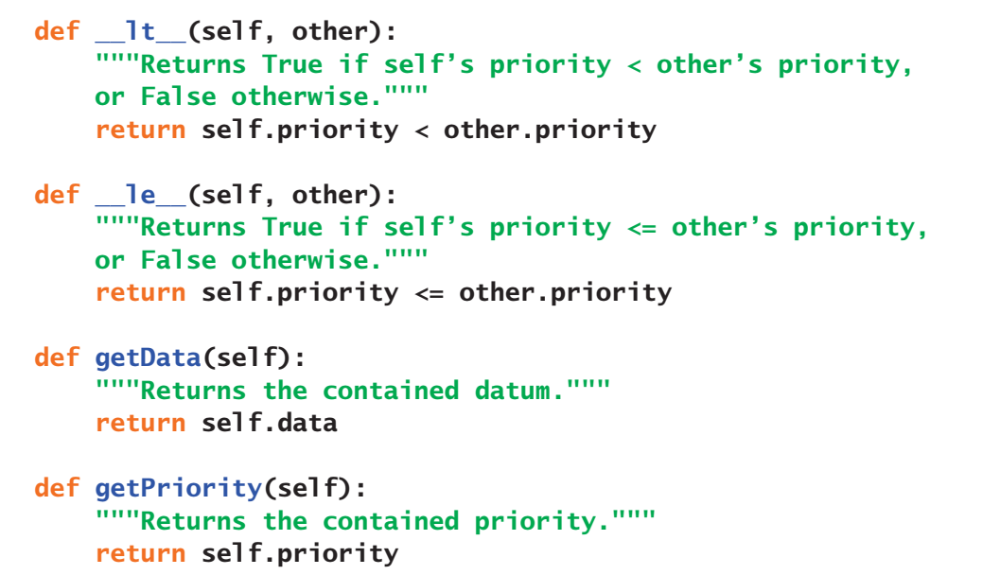 def __lt__(self, other):
    """Returns True if self’s priority < other’s priority,
    or False otherwise."""
    return self.priority < other.priority

def __le__(self, other):
    """Returns True if self’s priority <= other’s priority,
    or False otherwise."""
    return self.priority <= other.priority

def getData(self):
    """Returns the contained datum."""
    return self.data

def getPriority(self):
    """Returns the contained priority."""
    return self.priority